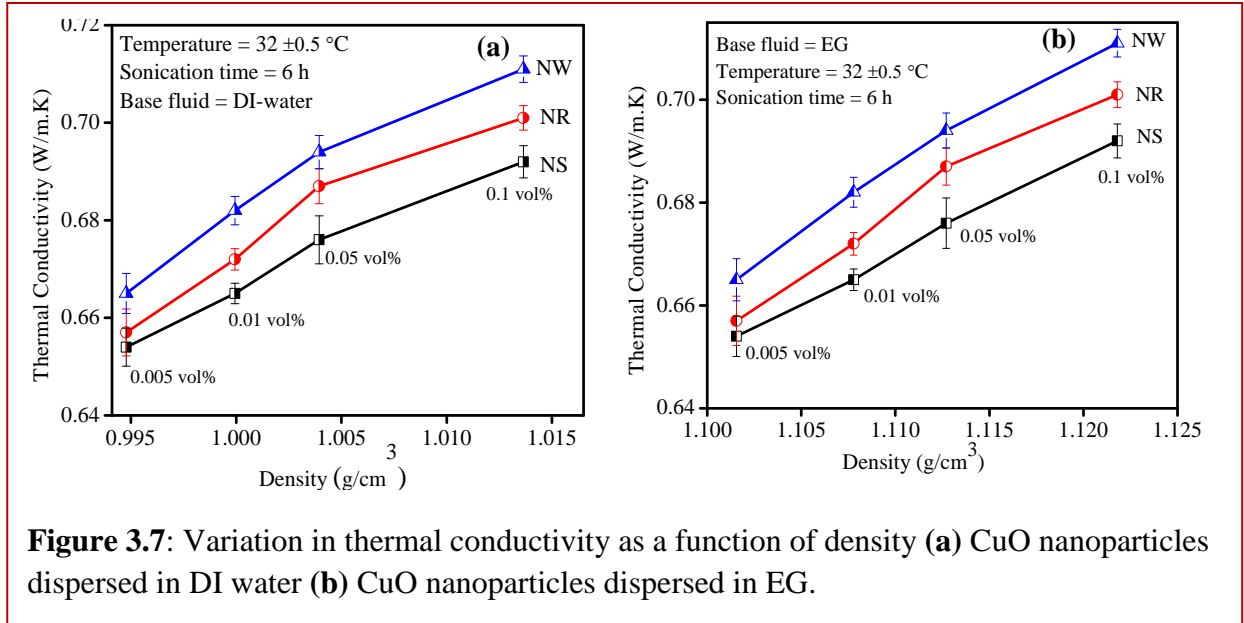 Temperature = 32 ±0.5 °C
Sonication time = 6 h
Base fluid = DI-water
(a)
NW
NR
NS
0.1 vol%
0.05 vol%
0.01 vol%
0.005 vol%
0.72
0.70
0.68
0.66
0.64
Thermal Conductivity (W/m.K)
0.995 1.000 1.005 1.010 1.015
Density (g/cm³)
Base fluid = EG
Temperature = 32 ±0.5 °C
Sonication time = 6 h
(b)
NW
NR
NS
0.1 vol%
0.05 vol%
0.01 vol%
0.005 vol%
0.70
0.68
0.66
0.64
Thermal Conductivity (W/m.K)
1.100 1.105 1.110 1.115 1.120 1.125
Density (g/cm³)
Figure 3.7: Variation in thermal conductivity as a function of density (a) CuO nanoparticles
dispersed in DI water (b) CuO nanoparticles dispersed in EG.